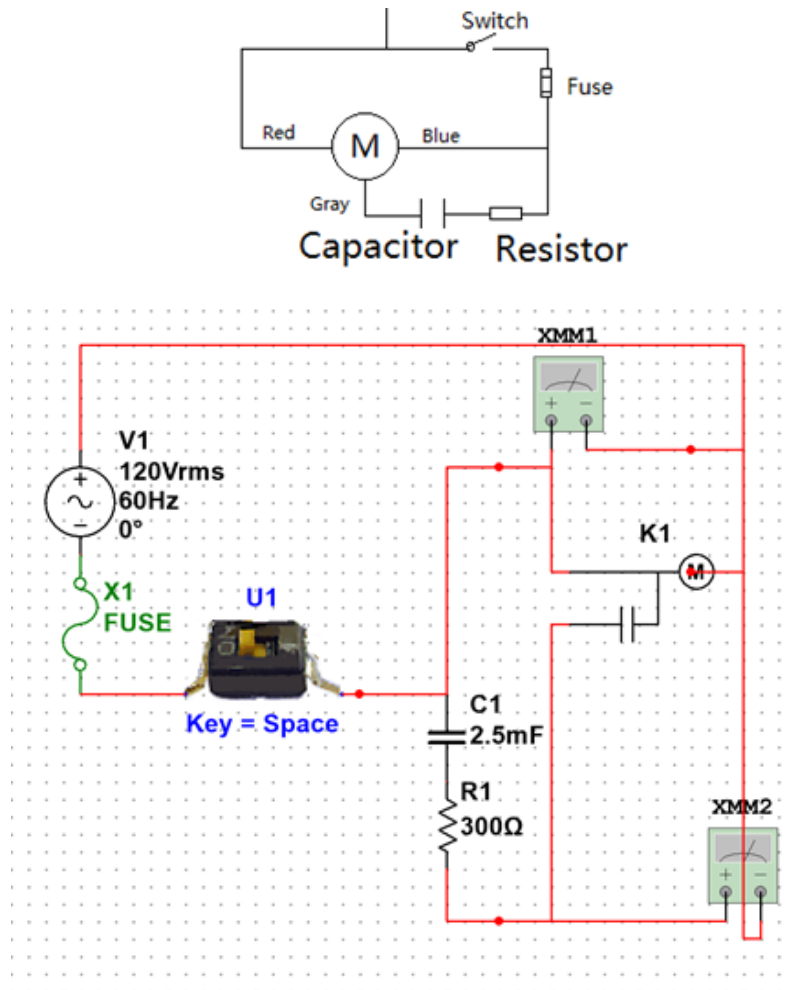 Switch
Fuse
Red
M
Blue
Gray
Capacitor
Resistor
XMM1
V1
120Vrms
60Hz
0°
K1
M
X1
FUSE
U1
Key = Space
C1
2.5mF
R1
300Ω
XMM2